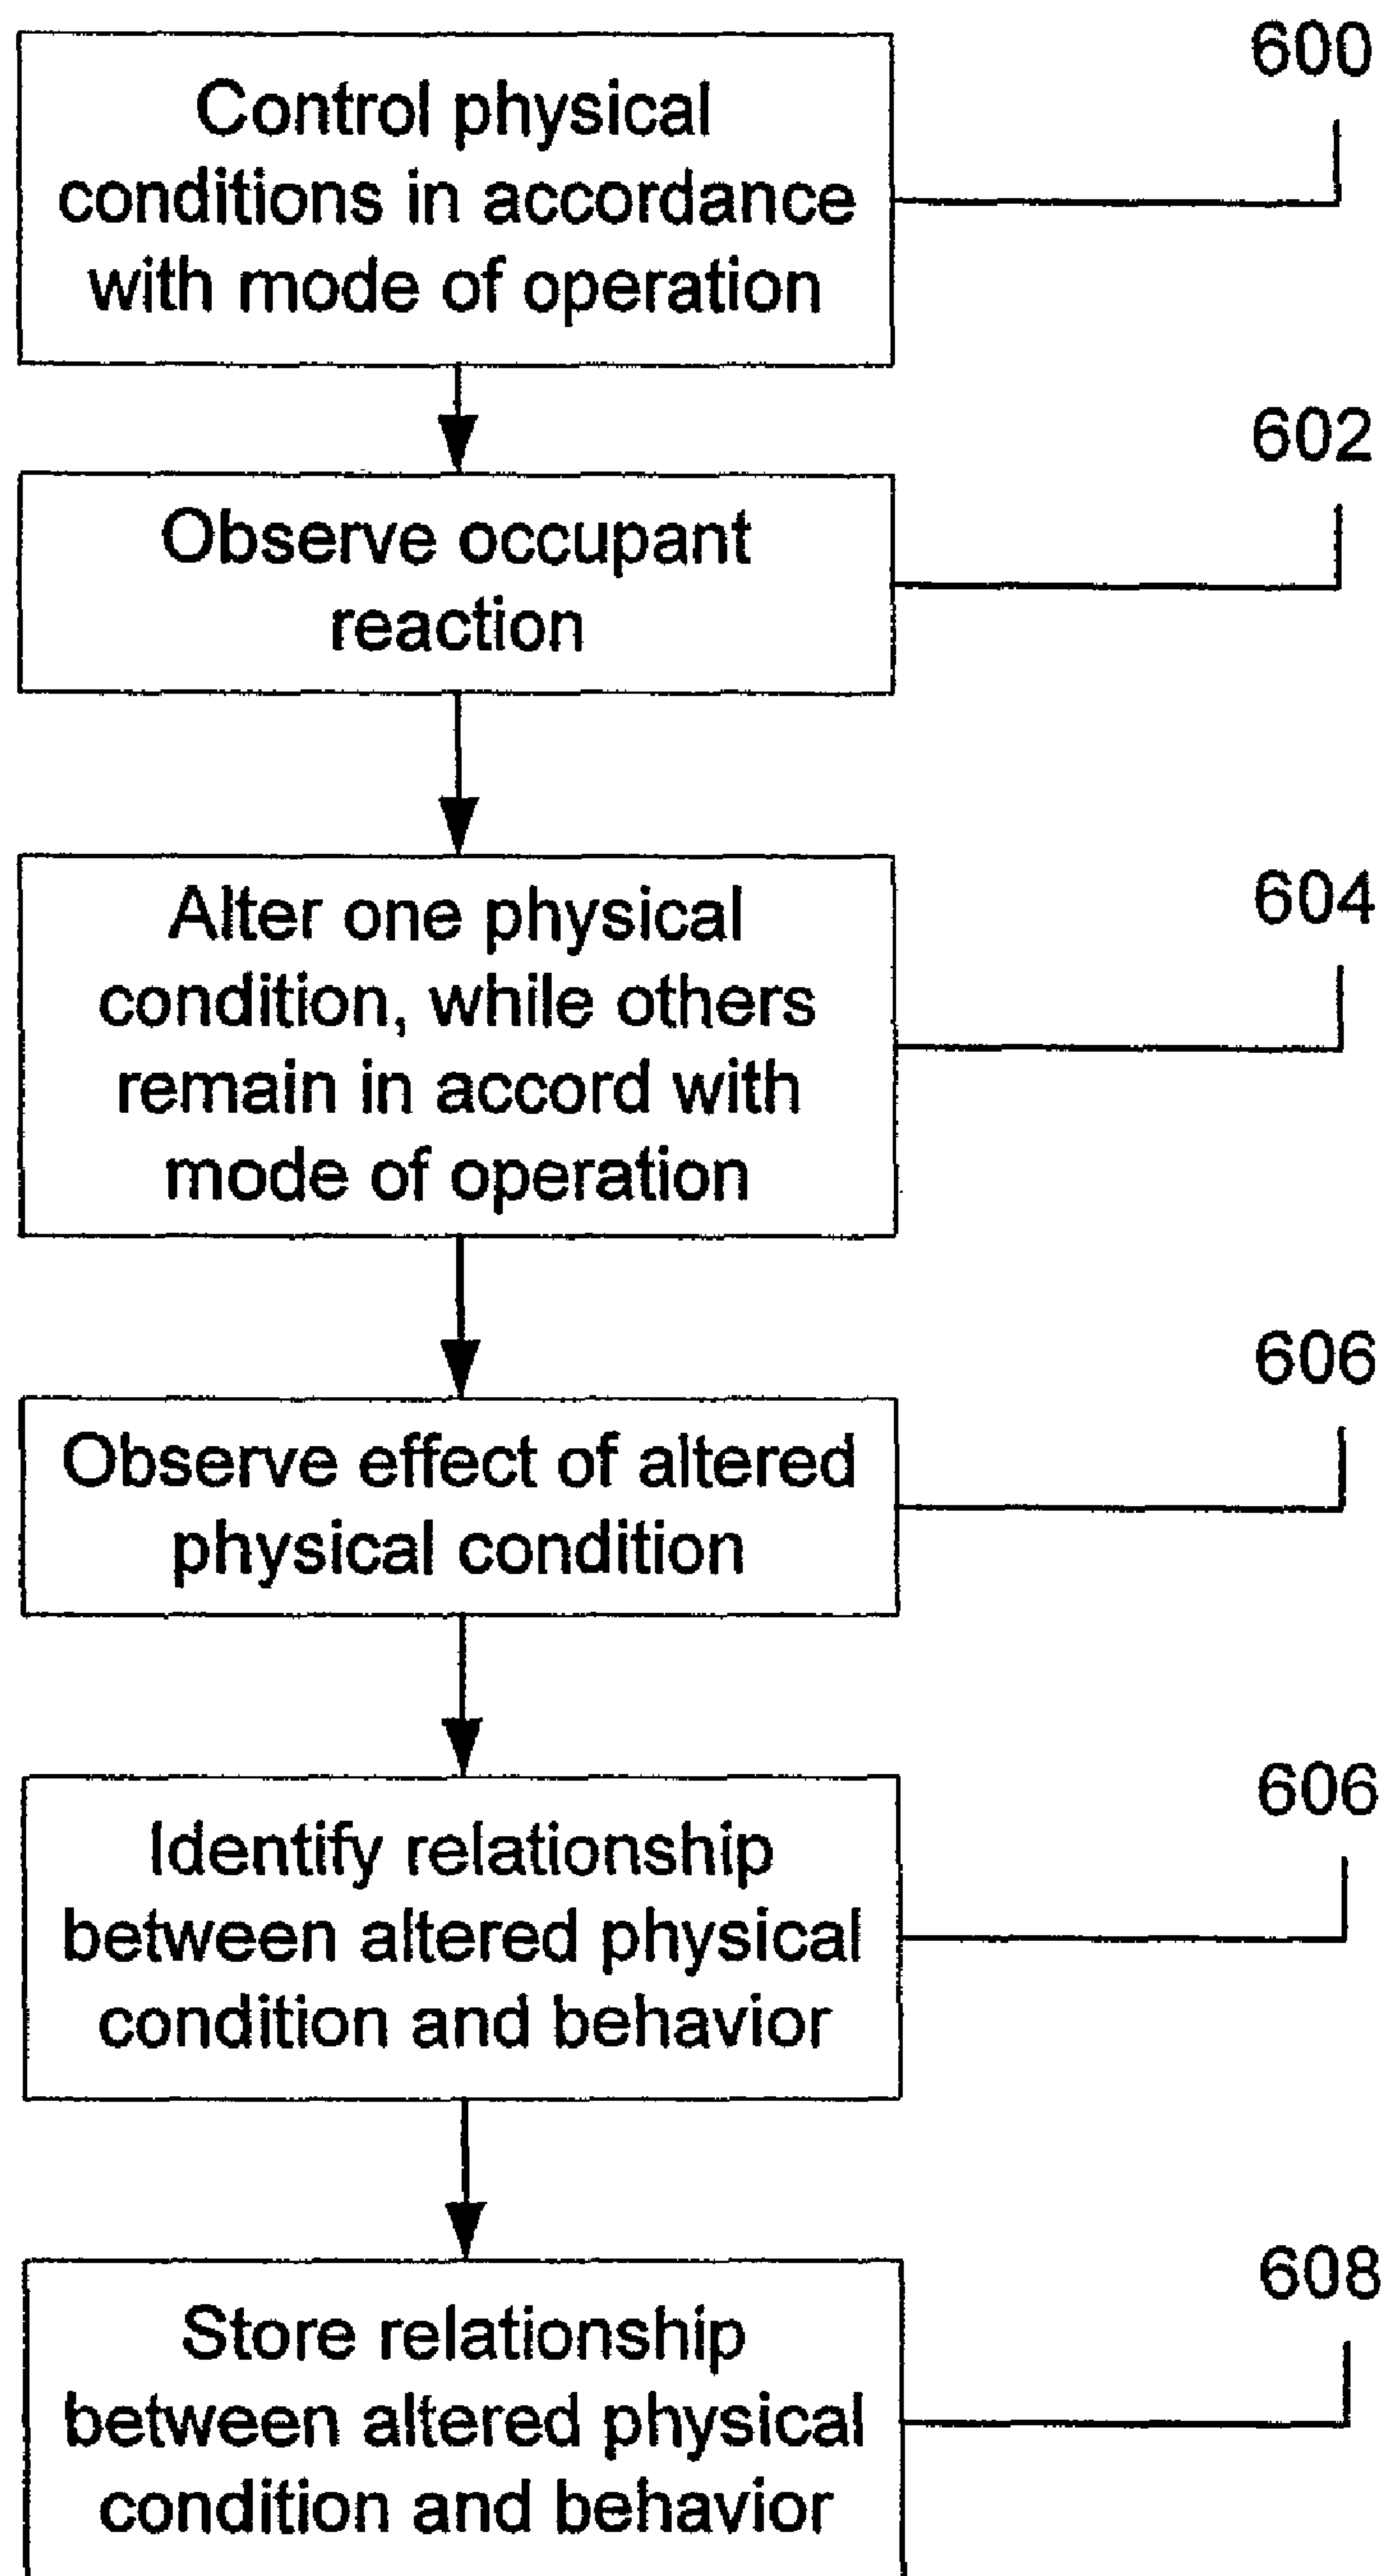 600
Control physical
conditions in accordance
with mode of operation
602
Observe occupant
reaction
604
Alter one physical
condition, while others
remain in accord with
mode of operation
606
Observe effect of altered
physical condition
606
Identify relationship
between altered physical
condition and behavior
608
Store relationship
between altered physical
condition and behavior